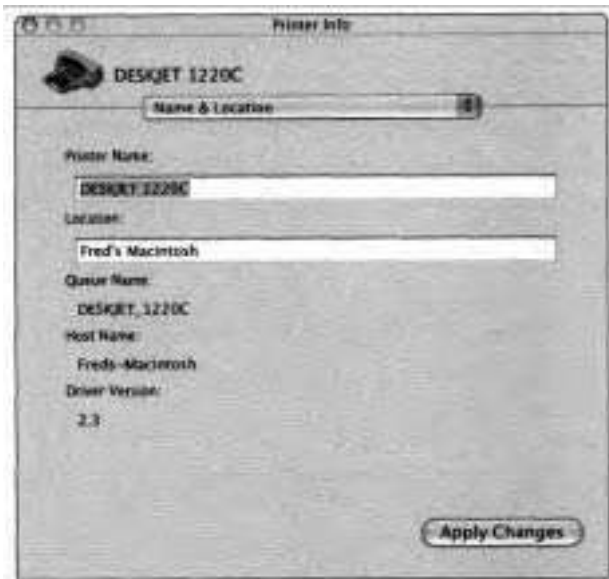 Printer Info
DESKJET 1220C
Name & Location
Printer Name:
DESKJET 1220C
Location:
Fred's Macintosh
Queue Name:
DESKJET_1220C
Host Name:
Freds-Macintosh
Driver Version:
2.3
Apply Changes